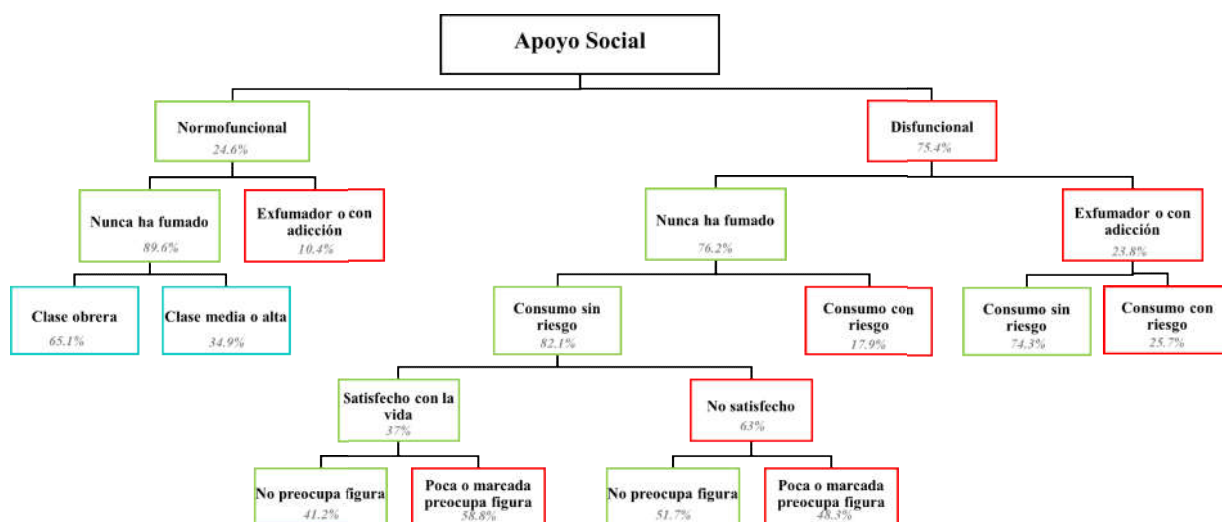 Apoyo Social
Normofuncional
24.6%
Disfuncional
75.4%
Nunca ha fumado
89.6%
Exfumador o con
adicción
10.4%
Nunca ha fumado
76.2%
Exfumador o con
adicción
23.8%
Clase obrera
65.1%
Clase media o alta
34.9%
Consumo sin
riesgo
82.1%
Consumo con
riesgo
17.9%
Consumo sin
riesgo
74.3%
Consumo con
riesgo
25.7%
Satisfecho con la
vida
37%
No satisfecho
63%
No preocupa figura
41.2%
Poca o marcada
preocupa figura
58.8%
No preocupa figura
51.7%
Poca o marcada
preocupa figura
48.3%